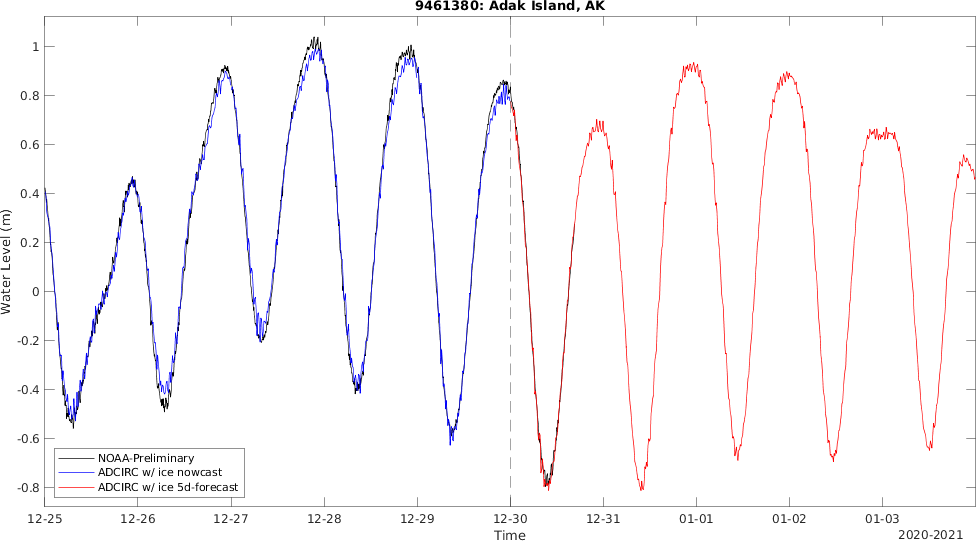 9461380: Adak Island, AK
Water Level (m)
1
0.8
0.6
0.4
0.2
0
-0.2
-0.4
-0.6
-0.8
NOAA-Preliminary
ADCIRC w/ ice nowcast
ADCIRC w/ ice 5d-forecast
12-25 12-26 12-27 12-28 12-29 12-30 12-31 01-01 01-02 01-03
Time
2020-2021